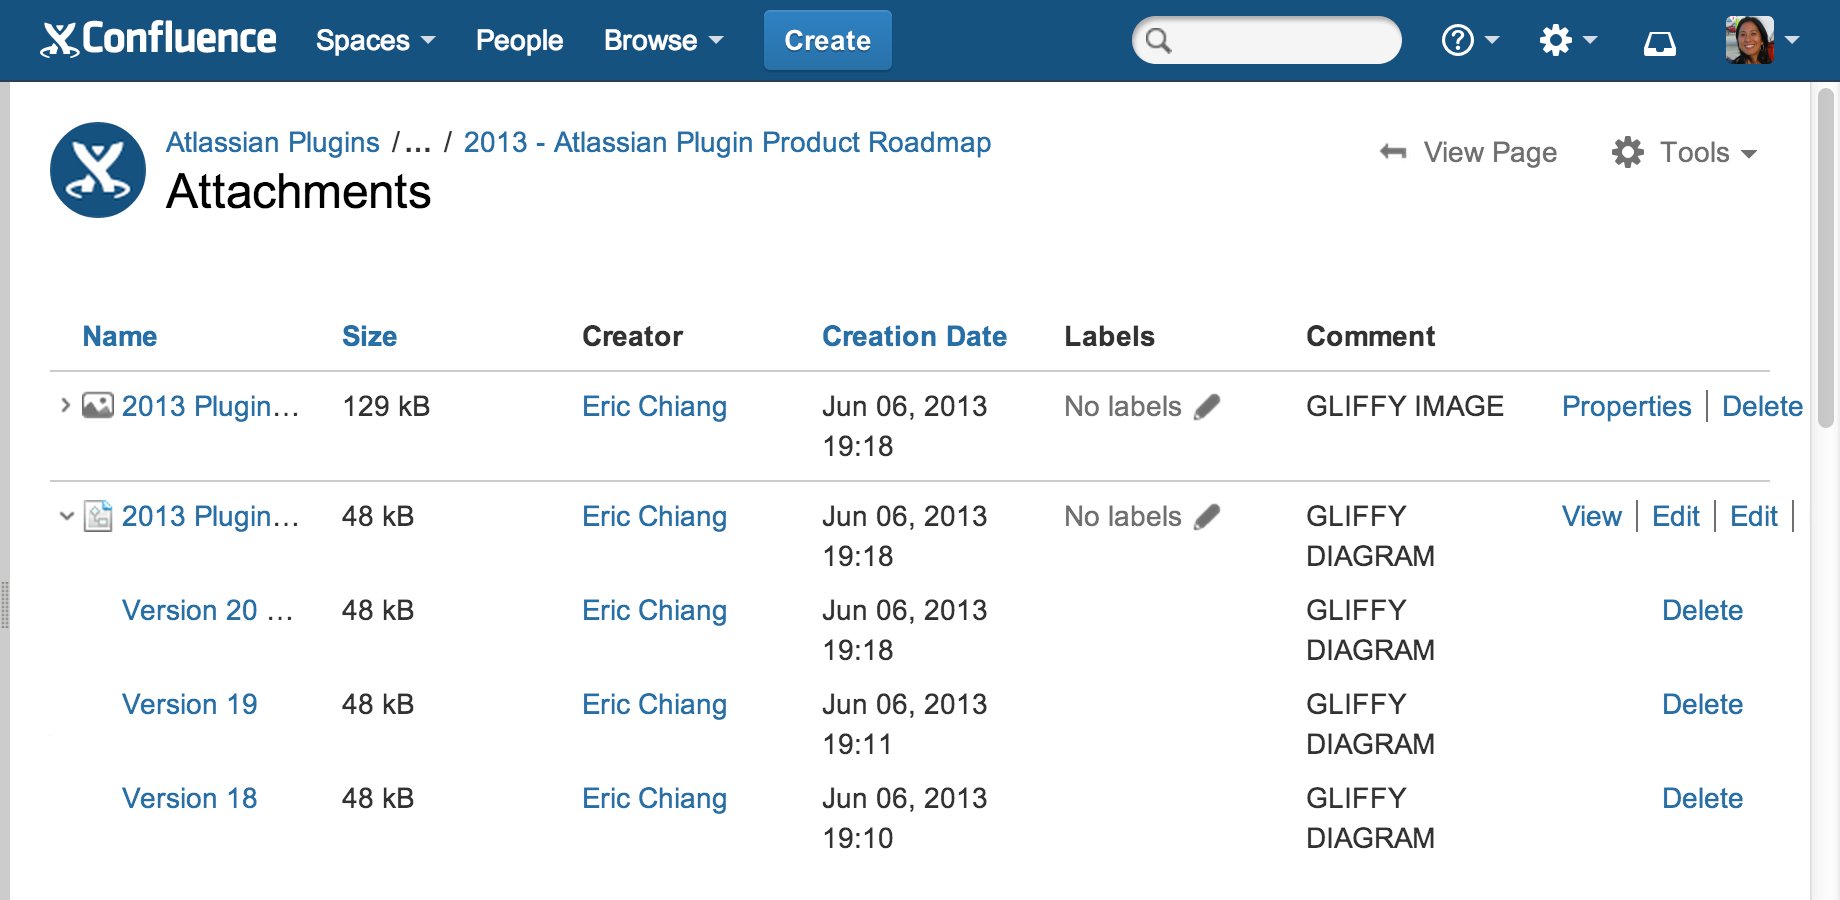 Confluence Spaces People Browse Create
Atlassian Plugins /... / 2013 - Atlassian Plugin Product Roadmap
Attachments
View Page Tools
Name Size Creator Creation Date Labels Comment
2013 Plugin... 129 kB Eric Chiang Jun 06, 2013 No labels GLIFFY IMAGE Properties | Delete
19:18
2013 Plugin... 48 kB Eric Chiang Jun 06, 2013 No labels GLIFFY View | Edit | Edit |
19:18 DIAGRAM
Version 20 ... 48 kB Eric Chiang Jun 06, 2013 GLIFFY Delete
19:18 DIAGRAM
Version 19 48 kB Eric Chiang Jun 06, 2013 GLIFFY Delete
19:11 DIAGRAM
Version 18 48 kB Eric Chiang Jun 06, 2013 GLIFFY Delete
19:10 DIAGRAM